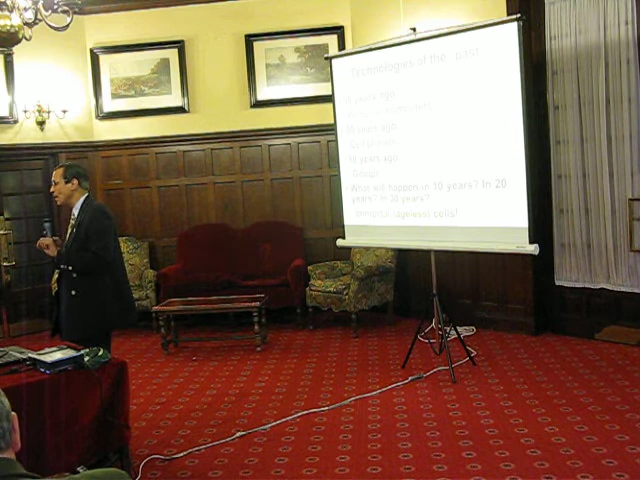 Technologies of the past
years ago
years ago
10 years ago
Google
What will happen in 10 years? In 20
years? In 30 years?
Immortal (ageless) cells!